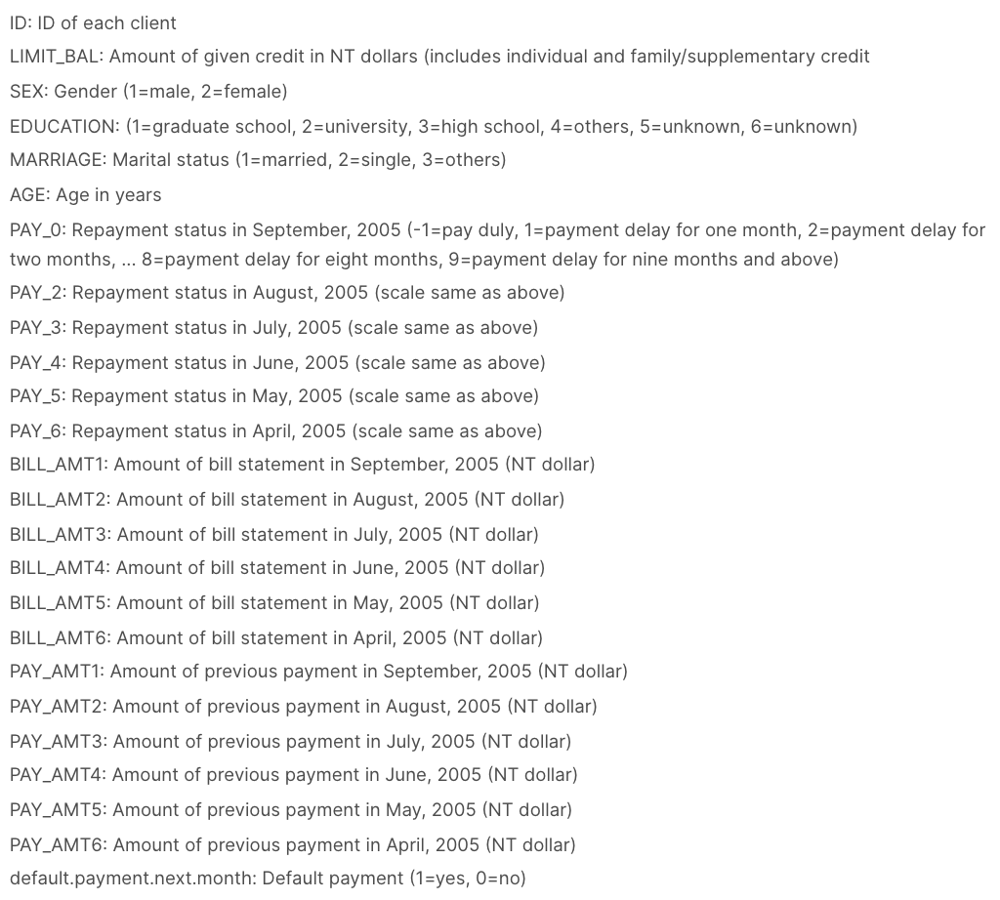 ID: ID of each client
LIMIT_BAL: Amount of given credit in NT dollars (includes individual and family/supplementary credit
SEX: Gender (1=male, 2=female)
EDUCATION: (1=graduate school, 2=university, 3=high school, 4=others, 5=unknown, 6=unknown)
MARRIAGE: Marital status (1=married, 2=single, 3=others)
AGE: Age in years
PAY_0: Repayment status in September, 2005 (-1=pay duly, 1=payment delay for one month, 2=payment delay for
two months, ... 8=payment delay for eight months, 9=payment delay for nine months and above)
PAY_2: Repayment status in August, 2005 (scale same as above)
PAY_3: Repayment status in July, 2005 (scale same as above)
PAY_4: Repayment status in June, 2005 (scale same as above)
PAY_5: Repayment status in May, 2005 (scale same as above)
PAY_6: Repayment status in April, 2005 (scale same as above)
BILL_AMT1: Amount of bill statement in September, 2005 (NT dollar)
BILL_AMT2: Amount of bill statement in August, 2005 (NT dollar)
BILL_AMT3: Amount of bill statement in July, 2005 (NT dollar)
BILL_AMT4: Amount of bill statement in June, 2005 (NT dollar)
BILL_AMT5: Amount of bill statement in May, 2005 (NT dollar)
BILL_AMT6: Amount of bill statement in April, 2005 (NT dollar)
PAY_AMT1: Amount of previous payment in September, 2005 (NT dollar)
PAY_AMT2: Amount of previous payment in August, 2005 (NT dollar)
PAY_AMT3: Amount of previous payment in July, 2005 (NT dollar)
PAY_AMT4: Amount of previous payment in June, 2005 (NT dollar)
PAY_AMT5: Amount of previous payment in May, 2005 (NT dollar)
PAY_AMT6: Amount of previous payment in April, 2005 (NT dollar)
default.payment.next.month: Default payment (1=yes, 0=no)